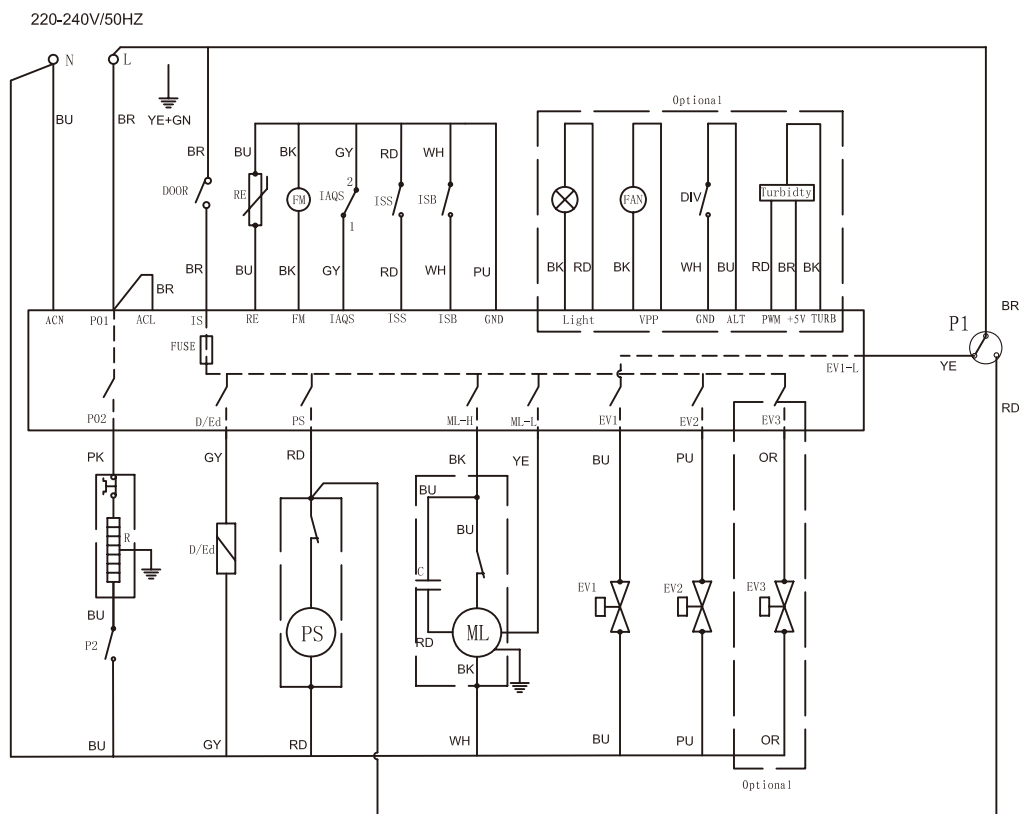 220-240V/50HZ
N L
BU BR YE+GN
Optional
BR BU BK GY RD WH
DOOR RE FM IAQS 2 1 ISS ISB
FAN DIV Turbidty
BR BU BK GY RD WH PU
BR
BK RD BK WH BU RD BR BK
ACN PO1 ACL IS RE FM IAQS ISS ISB GND Light VPP GND ALT PWM +5V TURB
BR
P1
FUSE
EV1-L YE
RD
PO2 D/Ed PS ML-H ML-L EV1 EV2 EV3
PK GY RD BK YE BU PU OR
BU
BU
R D/Ed
C EV1 EV2 EV3
BU
P2 PS RD ML
BK
BU GY RD WH BU PU OR
Optional